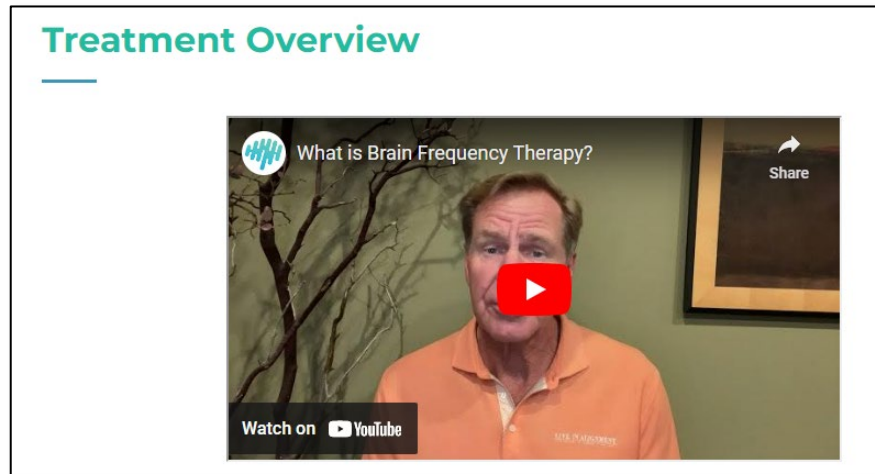 Treatment Overview
What is Brain Frequency Therapy?
Share
Watch on YouTube